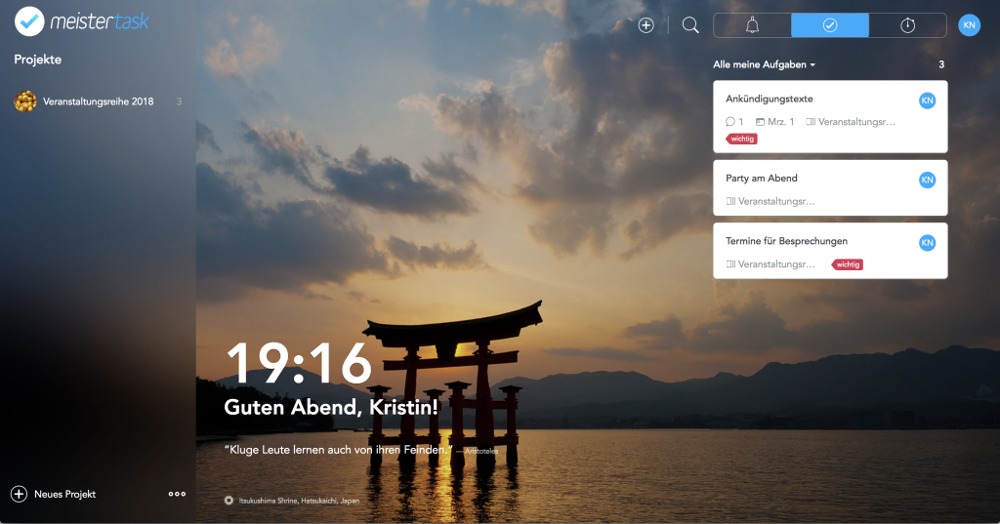 meistertask
KN
Projekte
Alle meine Aufgaben
3
Veranstaltungsreihe 2018 3
Ankündigungstexte KN
1 Mrz. 1 Veranstaltungsr…
wichtig
Party am Abend KN
Veranstaltungsr…
Termine für Besprechungen KN
Veranstaltungsr… wichtig
19:16
Guten Abend, Kristin!
“Kluge Leute lernen auch von ihren Feinden.” — Aristoteles
Neues Projekt
Itsukushima Shrine, Hatsukaichi, Japan